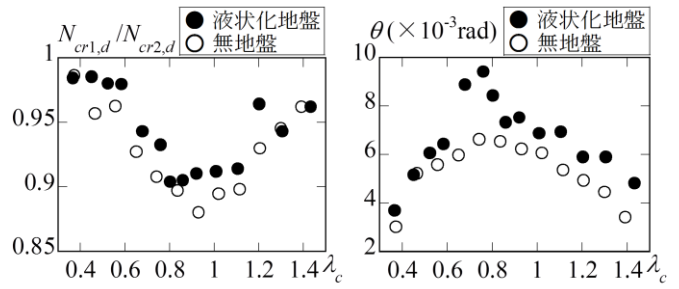 ● 液状化地盤
○ 無地盤
N_{cr1,d}/N_{cr2,d}
1
0.95
0.9
0.85
0.4 0.6 0.8 1 1.2 1.4 λ_c
● 液状化地盤
○ 無地盤
θ(×10^{-3}rad)
10
8
6
4
2
0.4 0.6 0.8 1 1.2 1.4 λ_c